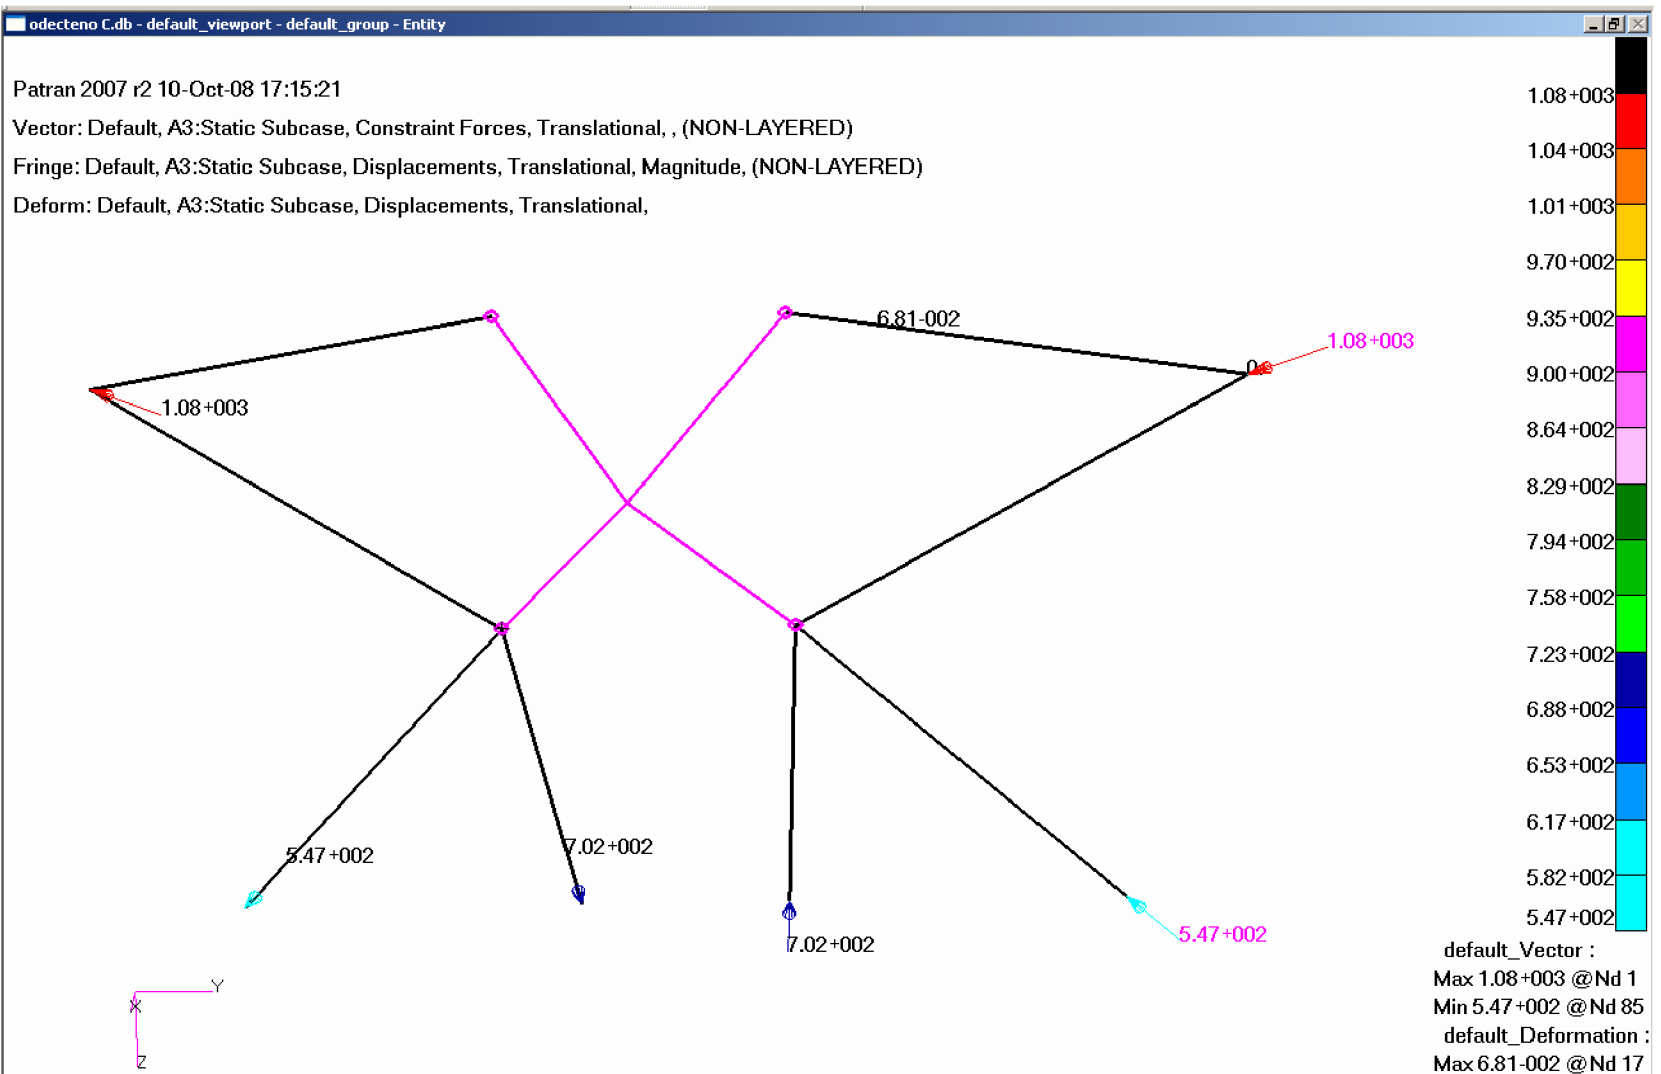 odecteno C.db - default_viewport - default_group - Entity
Patran 2007 r2 10-Oct-08 17:15:21
Vector: Default, A3:Static Subcase, Constraint Forces, Translational, , (NON-LAYERED)
Fringe: Default, A3:Static Subcase, Displacements, Translational, Magnitude, (NON-LAYERED)
Deform: Default, A3:Static Subcase, Displacements, Translational,
6.81-002
0
1.08+003
1.08+003
5.47+002
7.02+002
7.02+002
5.47+002
X
Y
Z
1.08+003
1.04+003
1.01+003
9.70+002
9.35+002
9.00+002
8.64+002
8.29+002
7.94+002
7.58+002
7.23+002
6.88+002
6.53+002
6.17+002
5.82+002
5.47+002
default_Vector :
Max 1.08+003 @Nd 1
Min 5.47+002 @Nd 85
default_Deformation :
Max 6.81-002 @Nd 17